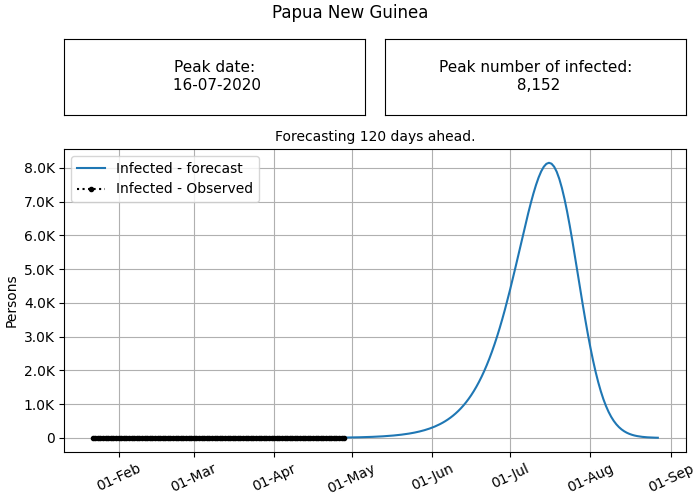 Papua New Guinea
Peak date:
16-07-2020
Peak number of infected:
8,152
Forecasting 120 days ahead.
Infected - forecast
Infected - Observed
Persons
8.0K
7.0K
6.0K
5.0K
4.0K
3.0K
2.0K
1.0K
0
01-Feb
01-Mar
01-Apr
01-May
01-Jun
01-Jul
01-Aug
01-Sep